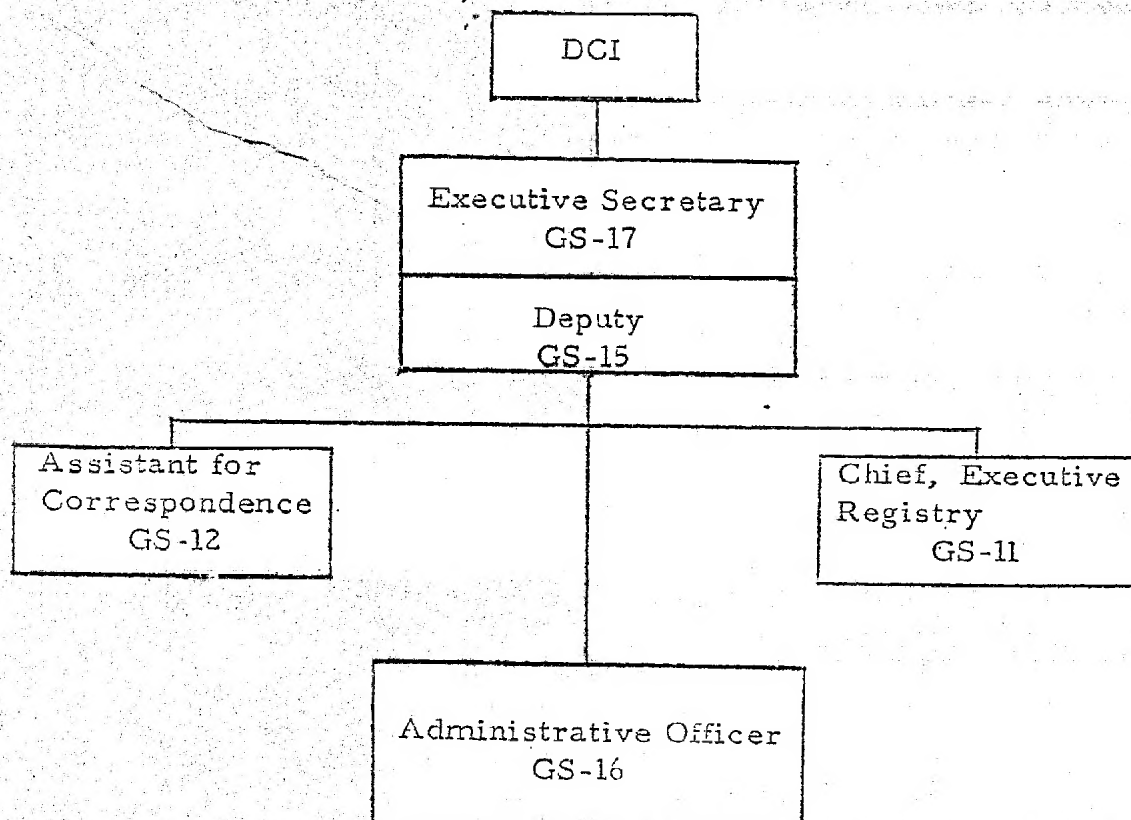 DCI
Executive Secretary
GS-17
Deputy
GS-15
Assistant for
Correspondence
GS-12
Chief, Executive
Registry
GS-11
Administrative Officer
GS-16